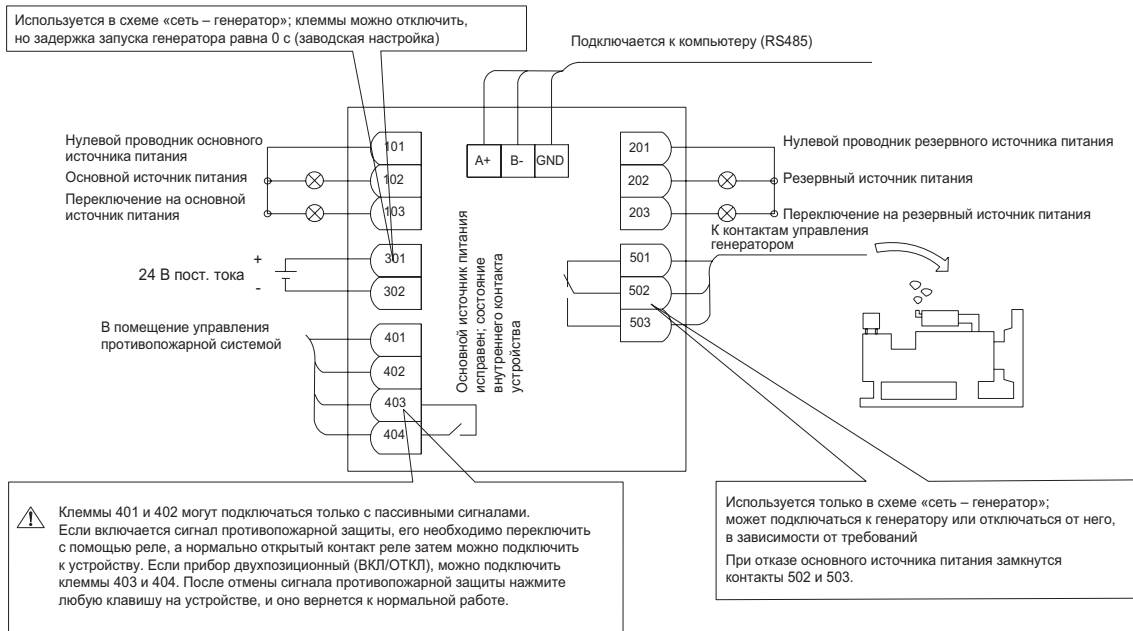 Используется в схеме «сеть – генератор»; клеммы можно отключить,
но задержка запуска генератора равна 0 с (заводская настройка)
Подключается к компьютеру (RS485)
Нулевой проводник основного
источника питания
Основной источник питания
Переключение на основной
источник питания
24 В пост. тока
+
-
В помещение управления
противопожарной системой
101
102
103
301
302
401
402
403
404
A+
B-
GND
Основной источник питания
исправен; состояние
внутреннего контакта
устройства
201
202
203
501
502
503
Нулевой проводник резервного источника питания
Резервный источник питания
Переключение на резервный источник питания
К контактам управления
генератором
Клеммы 401 и 402 могут подключаться только с пассивными сигналами.
Если включается сигнал противопожарной защиты, его необходимо переключить
с помощью реле, а нормально открытый контакт реле затем можно подключить
к устройству. Если прибор двухпозиционный (ВКЛ/ОТКЛ), можно подключить
клеммы 403 и 404. После отмены сигнала противопожарной защиты нажмите
любую клавишу на устройстве, и оно вернется к нормальной работе.
Используется только в схеме «сеть – генератор»;
может подключаться к генератору или отключаться от него,
в зависимости от требований
При отказе основного источника питания замкнутся
контакты 502 и 503.